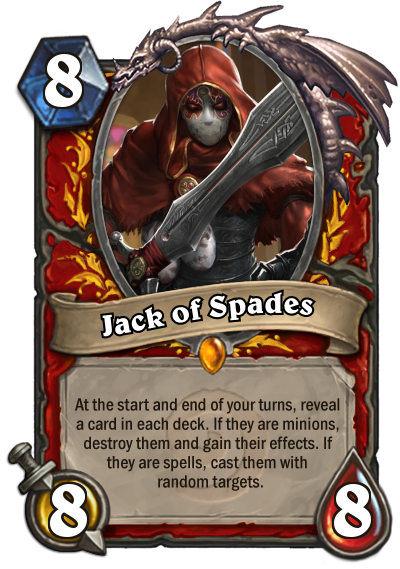 8
Jack of Spades
At the start and end of your turns, reveal
a card in each deck. If they are minions,
destroy them and gain their effects. If
they are spells, cast them with
random targets.
8
8